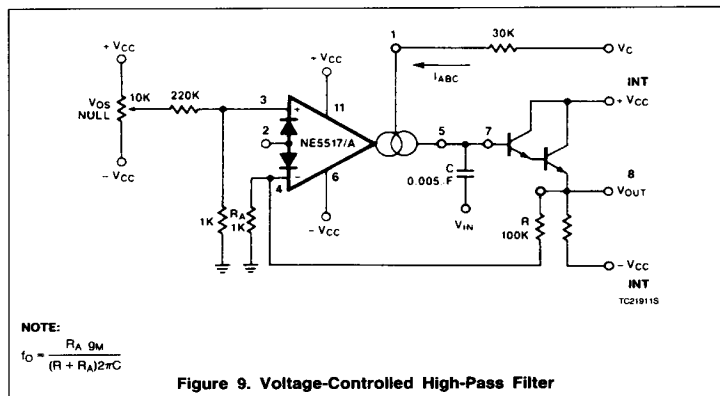 1
30K
VC
IABC
INT
+ VCC
+ VCC
+ VCC
10K
220K
VOS
NULL
3
+
11
2
NE5517/A
5
7
C
0.005 F
8
VOUT
- VCC
4
-
6
- VCC
1K
RA
1K
VIN
R
100K
- VCC
INT
TC21911S
NOTE:
fO = RA gM / (R + RA)2πC
Figure 9. Voltage-Controlled High-Pass Filter